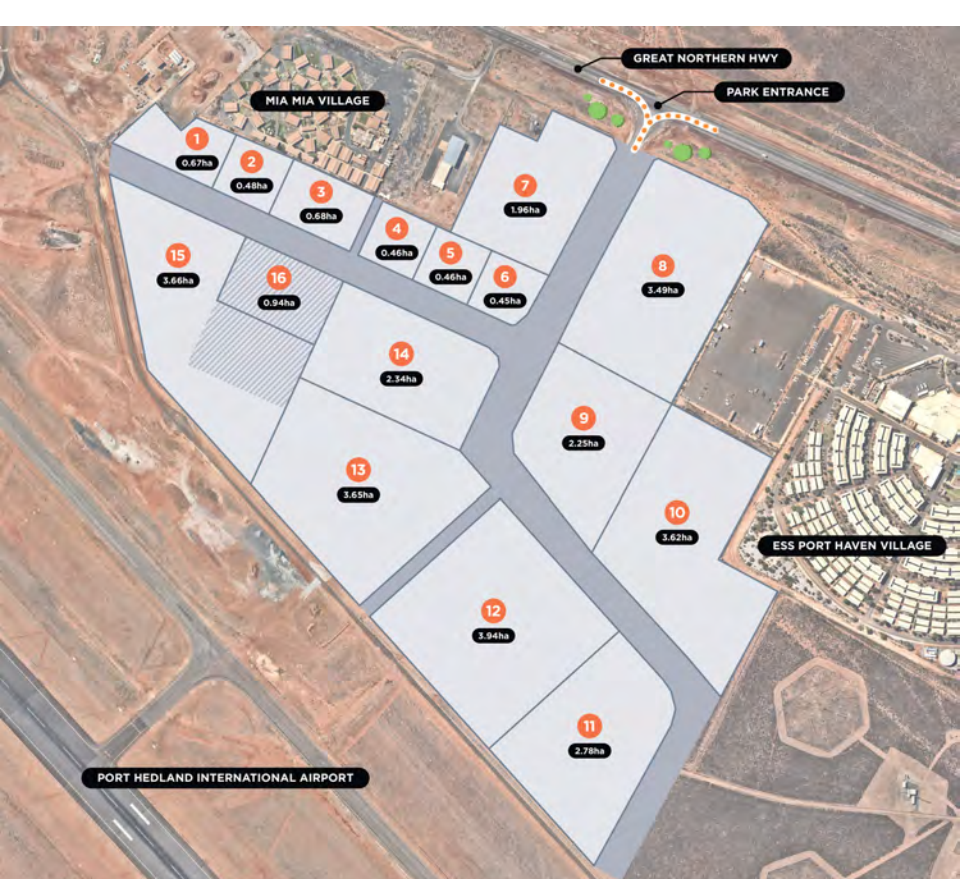 GREAT NORTHERN HWY
PARK ENTRANCE
MIA MIA VILLAGE
1
0.67ha
2
0.48ha
3
0.68ha
4
0.46ha
5
0.46ha
6
0.45ha
7
1.96ha
8
3.49ha
15
3.66ha
16
0.94ha
14
2.34ha
9
2.25ha
13
3.65ha
10
3.62ha
ESS PORT HAVEN VILLAGE
12
3.94ha
11
2.78ha
PORT HEDLAND INTERNATIONAL AIRPORT